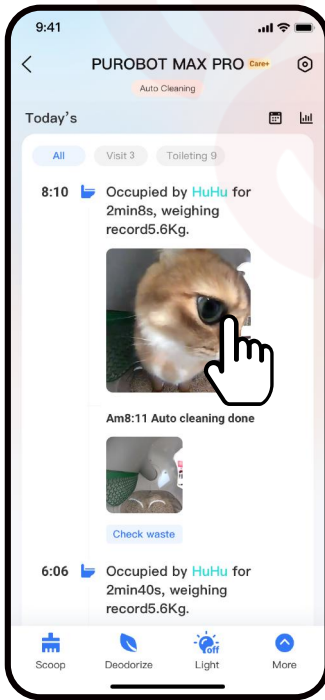 9:41
PUROBOT MAX PRO Care+
Auto Cleaning
Today's
All Visit 3 Toileting 9
8:10 Occupied by HuHu for
2min8s, weighing
record5.6Kg.
Am8:11 Auto cleaning done
Check waste
6:06 Occupied by HuHu for
2min40s, weighing
record5.6Kg.
off
Scoop Deodorize Light More